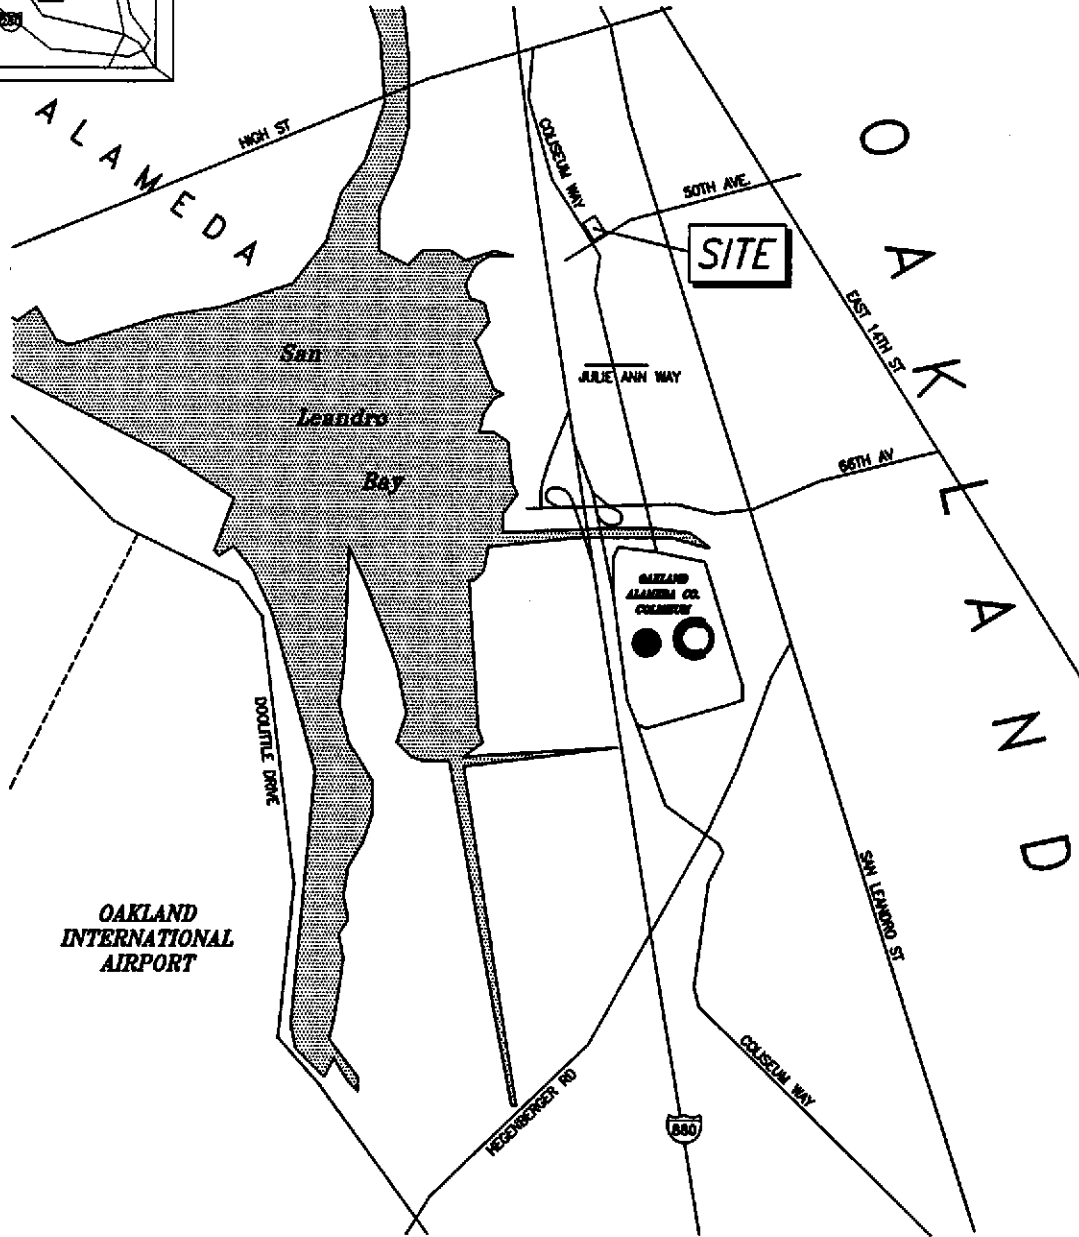 ALAMEDA
HIGH ST
COLISEUM WAY
50TH AVE.
SITE
OAKLAND
EAST 14TH ST
San
Leandro
Bay
JULIE ANN WAY
66TH AV
OAKLAND
ALAMEDA CO.
COLISEUM
DOOLITTLE DRIVE
OAKLAND
INTERNATIONAL
AIRPORT
SAN LEANDRO ST
COLISEUM WAY
HEGENBERGER RD
880